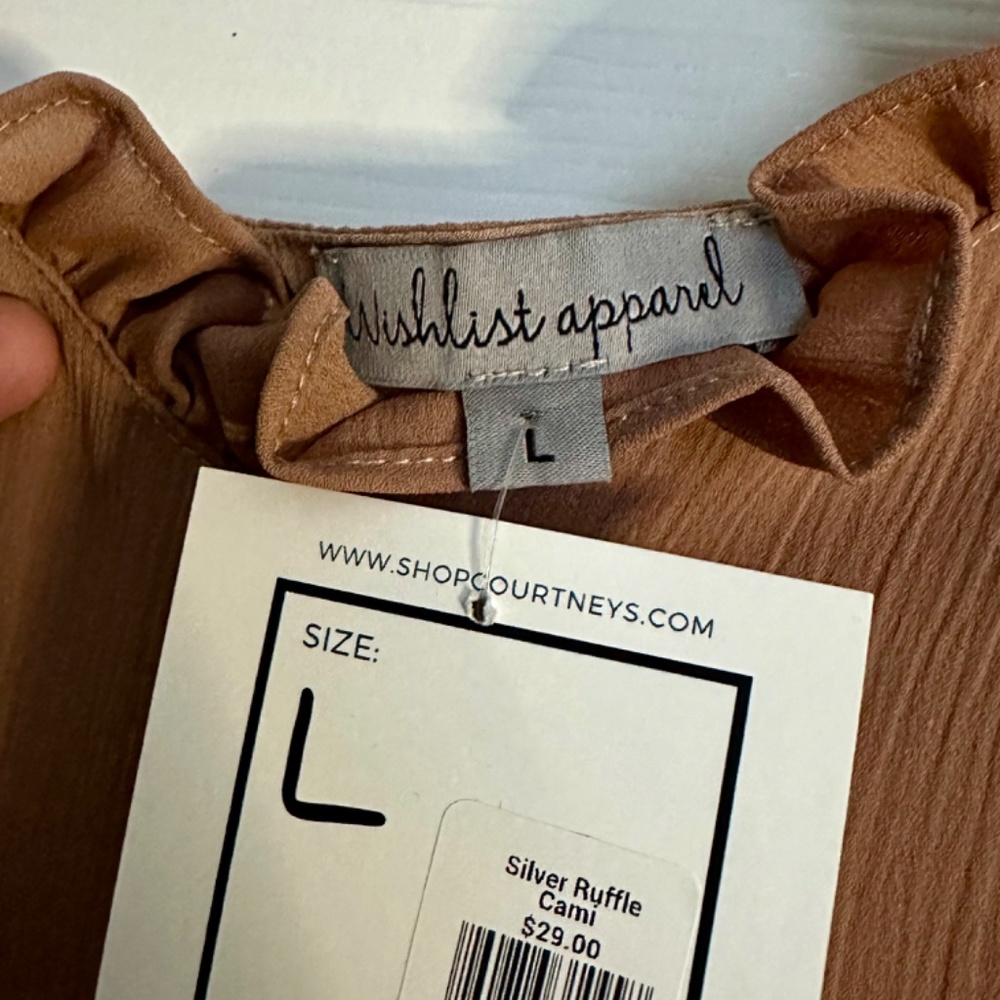 Wishlist apparel
L
WWW.SHOPCOURTNEYS.COM
SIZE:
L
Silver Ruffle
Cami
$29.00